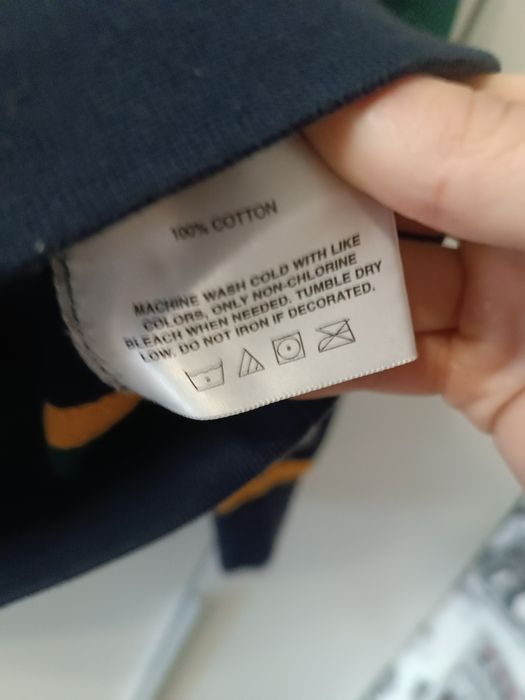 100% COTTON
MACHINE WASH COLD WITH LIKE
COLORS, ONLY NON-CHLORINE
BLEACH WHEN NEEDED. TUMBLE DRY
LOW. DO NOT IRON IF DECORATED.